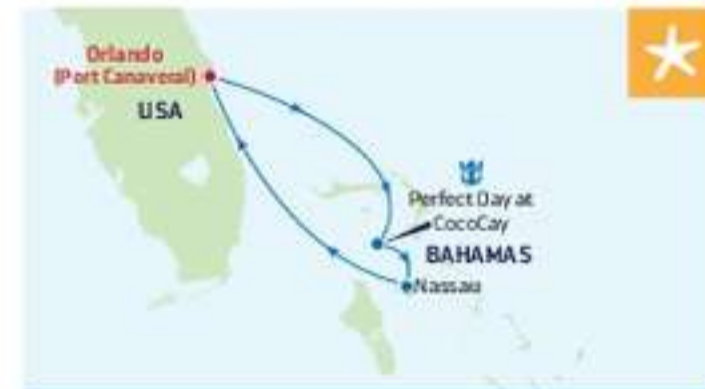 Orlando
(Port Canaveral)
USA
Perfect Day at
CocoCay
BAHAMAS
Nassau